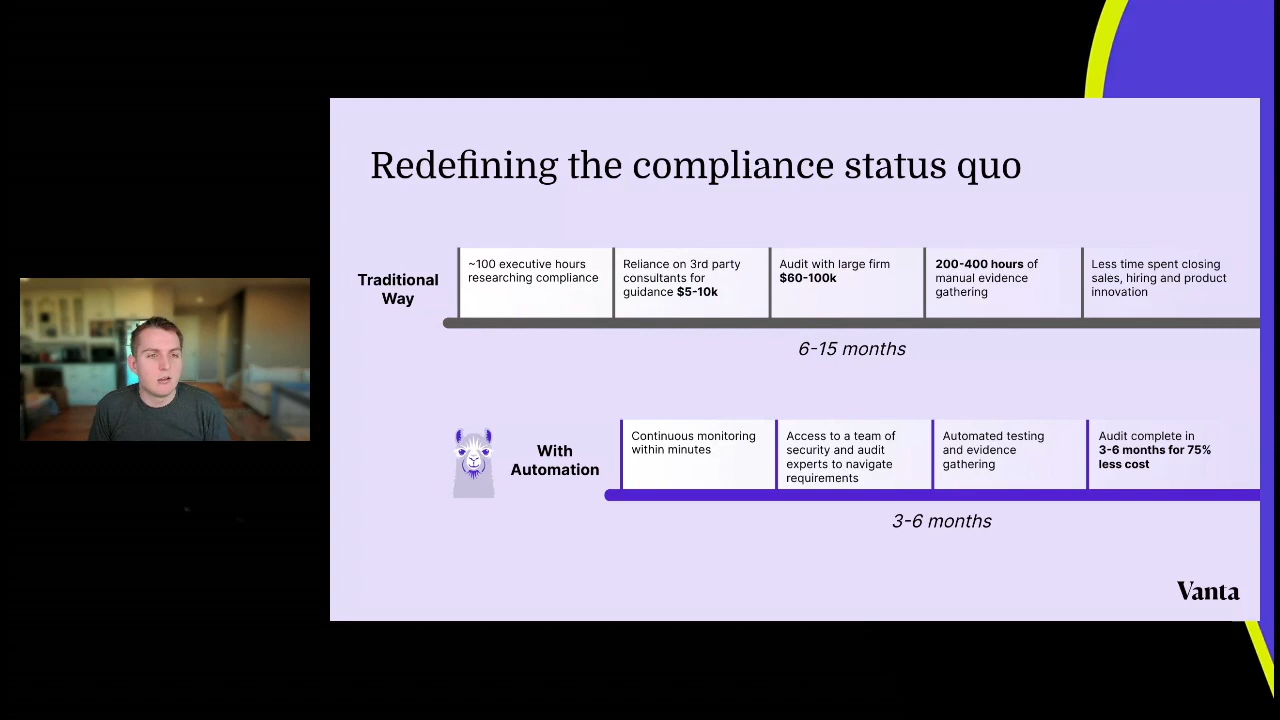 Redefining the compliance status quo
Traditional
Way
~100 executive hours
researching compliance
Reliance on 3rd party
consultants for
guidance $5-10k
Audit with large firm
$60-100k
200-400 hours of
manual evidence
gathering
Less time spent closing
sales, hiring and product
innovation
6-15 months
With
Automation
Continuous monitoring
within minutes
Access to a team of
security and audit
experts to navigate
requirements
Automated testing
and evidence
gathering
Audit complete in
3-6 months for 75%
less cost
3-6 months
Vanta